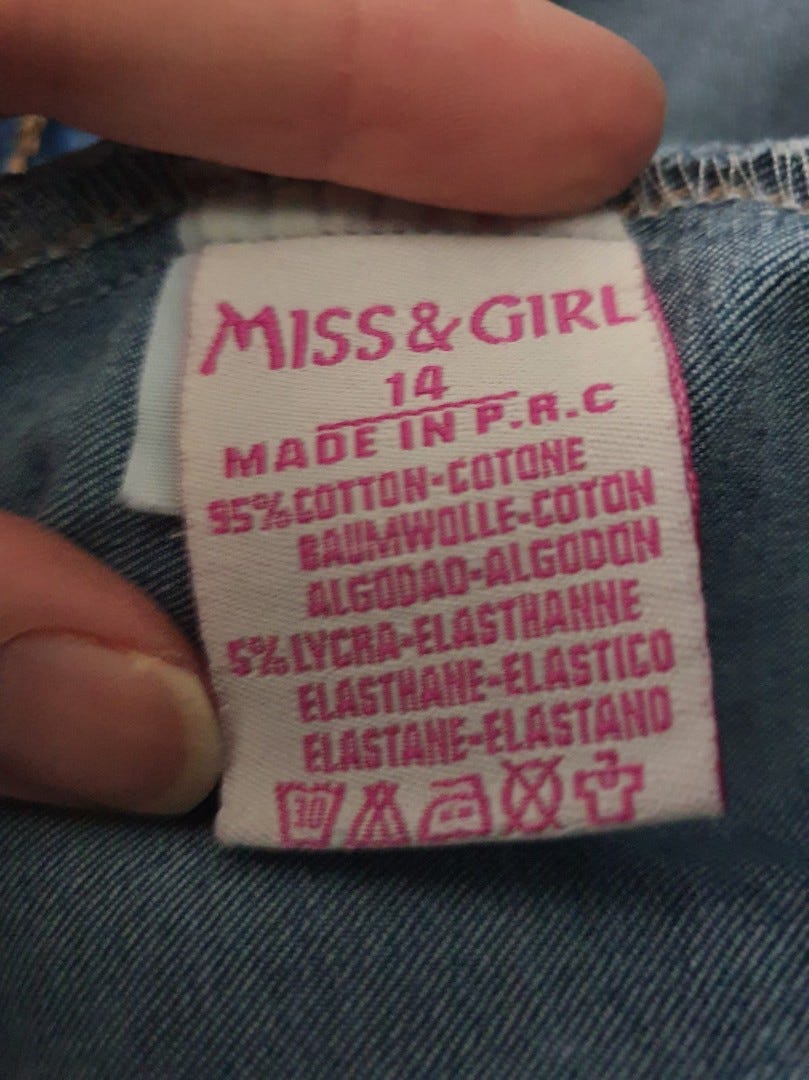 MISS&GIRL
14
MADE IN P.R.C
95%COTTON-COTONE
BAUMWOLLE-COTON
ALGODAO-ALGODON
5%LYCRA-ELASTHANNE
ELASTHANE-ELASTICO
ELASTANE-ELASTANO
30